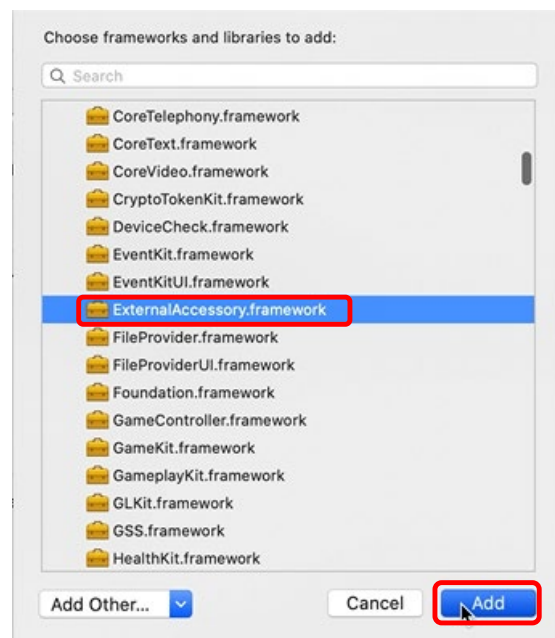 Choose frameworks and libraries to add:
Search
CoreTelephony.framework
CoreText.framework
CoreVideo.framework
CryptoTokenKit.framework
DeviceCheck.framework
EventKit.framework
EventKitUI.framework
ExternalAccessory.framework
FileProvider.framework
FileProviderUI.framework
Foundation.framework
GameController.framework
GameKit.framework
GameplayKit.framework
GLKit.framework
GSS.framework
HealthKit.framework
Add Other... Cancel Add